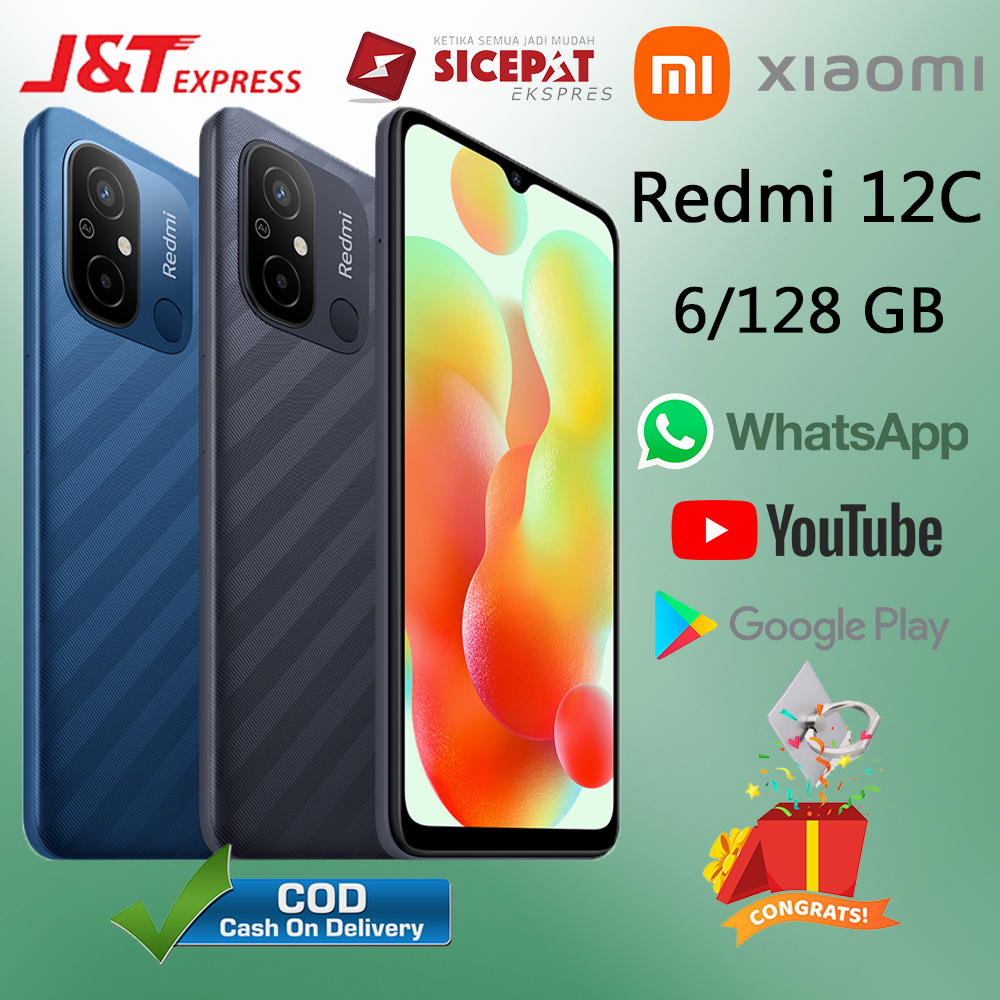 J&T EXPRESS
KETIKA SEMUA JADI MUDAH
SICEPAT
EKSPRES
mi xiaomi
Redmi 12C
6/128 GB
AI
Redmi
AI
Redmi
WhatsApp
YouTube
Google Play
CONGRATS!
COD
Cash On Delivery